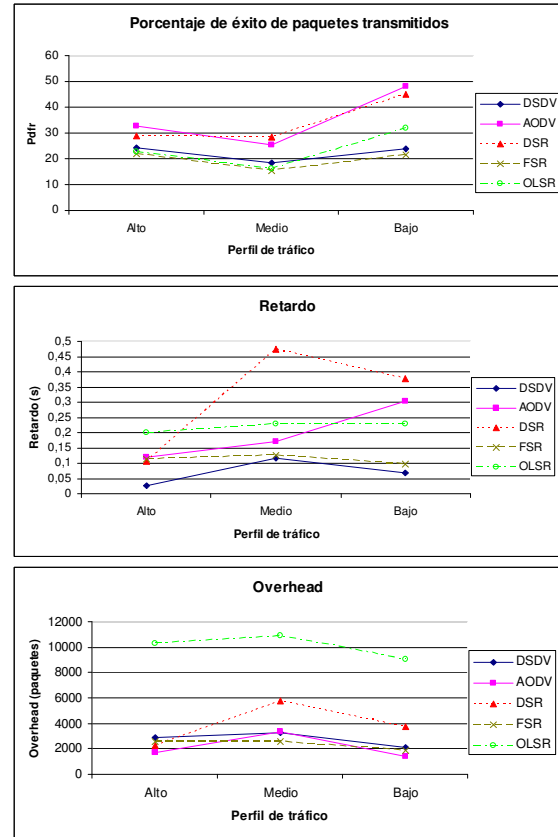 Porcentaje de éxito de paquetes transmitidos
60
50
40
30
20
10
0
Pdfr
Alto Medio Bajo
Perfil de tráfico
DSDV
AODV
DSR
FSR
OLSR
Retardo
0,5
0,45
0,4
0,35
0,3
0,25
0,2
0,15
0,1
0,05
0
Retardo (s)
Alto Medio Bajo
Perfil de tráfico
DSDV
AODV
DSR
FSR
OLSR
Overhead
12000
10000
8000
6000
4000
2000
0
Overhead (paquetes)
Alto Medio Bajo
Perfil de tráfico
DSDV
AODV
DSR
FSR
OLSR